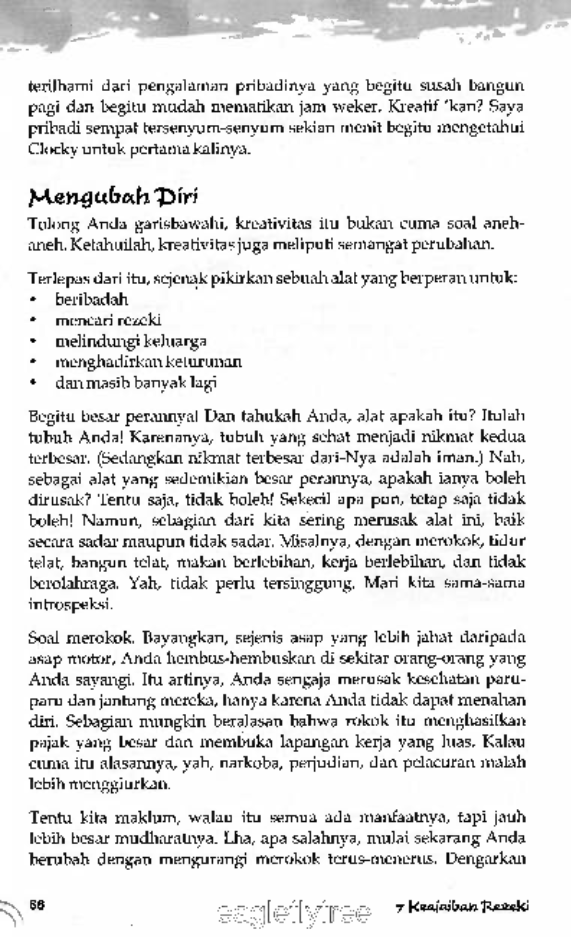 terilhami dari pengalaman pribadinya yang begitu susah bangun
pagi dan begitu mudah mematikan jam weker. Kreatif 'kan? Saya
pribadi sempat tersenyum-senyum sekian menit begitu mengetahui
Clocky untuk pertama kalinya.
Mengubah Diri
Tolong Anda garisbawahi, kreativitas itu bukan cuma soal aneh-
aneh. Ketahuilah, kreativitas juga meliputi semangat perubahan.
Terlepas dari itu, sejenak pikirkan sebuah alat yang berperan untuk:
• beribadah
• mencari rezeki
• melindungi keluarga
• menghadirkan keturunan
• dan masih banyak lagi
Begitu besar perannya! Dan tahukah Anda, alat apakah itu? Itulah
tubuh Anda! Karenanya, tubuh yang sehat menjadi nikmat kedua
terbesar. (Sedangkan nikmat terbesar dari-Nya adalah iman.) Nah,
sebagai alat yang sedemikian besar perannya, apakah ianya boleh
dirusak? Tentu saja, tidak boleh! Sekecil apa pun, tetap saja tidak
boleh! Namun, sebagian dari kita sering merusak alat ini, baik
secara sadar maupun tidak sadar. Misalnya, dengan merokok, tidur
telat, bangun telat, makan berlebihan, kerja berlebihan, dan tidak
berolahraga. Yah, tidak perlu tersinggung. Mari kita sama-sama
introspeksi.
Soal merokok. Bayangkan, sejenis asap yang lebih jahat daripada
asap motor, Anda hembus-hembuskan di sekitar orang-orang yang
Anda sayangi. Itu artinya, Anda sengaja merusak kesehatan paru-
paru dan jantung mereka, hanya karena Anda tidak dapat menahan
diri. Sebagian mungkin beralasan bahwa rokok itu menghasilkan
pajak yang besar dan membuka lapangan kerja yang luas. Kalau
cuma itu alasannya, yah, narkoba, perjudian, dan pelacuran malah
lebih menggiurkan.
Tentu kita maklum, walau itu semua ada manfaatnya, tapi jauh
lebih besar mudharatnya. Lha, apa salahnya, mulai sekarang Anda
berubah dengan mengurangi merokok terus-menerus. Dengarkan
66
eagleflyfree
7 Keajaiban Rezeki